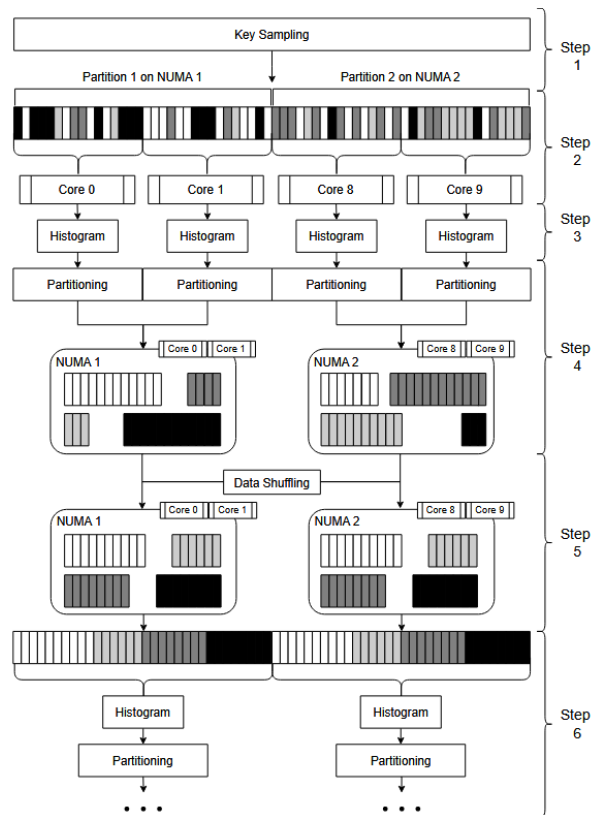 Key Sampling
Step
1
Partition 1 on NUMA 1
Partition 2 on NUMA 2
Step
2
Core 0
Core 1
Core 8
Core 9
Histogram
Histogram
Histogram
Histogram
Step
3
Partitioning
Partitioning
Partitioning
Partitioning
Core 0
Core 1
NUMA 1
Core 8
Core 9
NUMA 2
Step
4
Data Shuffling
Core 0
Core 1
NUMA 1
Core 8
Core 9
NUMA 2
Step
5
Histogram
Histogram
Step
6
Partitioning
Partitioning
• • •
• • •